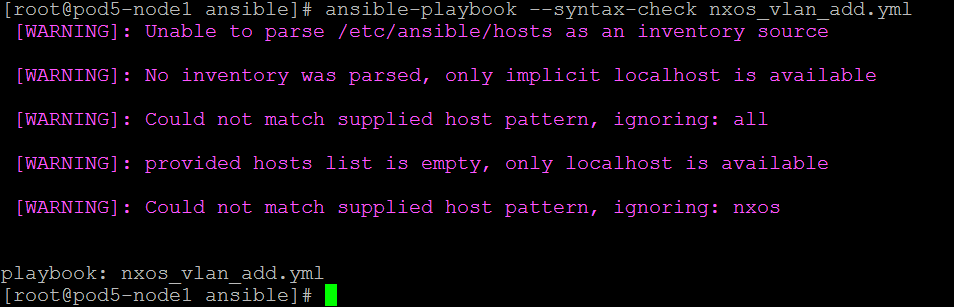 [root@pod5-node1 ansible]# ansible-playbook --syntax-check nxos_vlan_add.yml
[WARNING]: Unable to parse /etc/ansible/hosts as an inventory source
[WARNING]: No inventory was parsed, only implicit localhost is available
[WARNING]: Could not match supplied host pattern, ignoring: all
[WARNING]: provided hosts list is empty, only localhost is available
[WARNING]: Could not match supplied host pattern, ignoring: nxos
playbook: nxos_vlan_add.yml
[root@pod5-node1 ansible]#